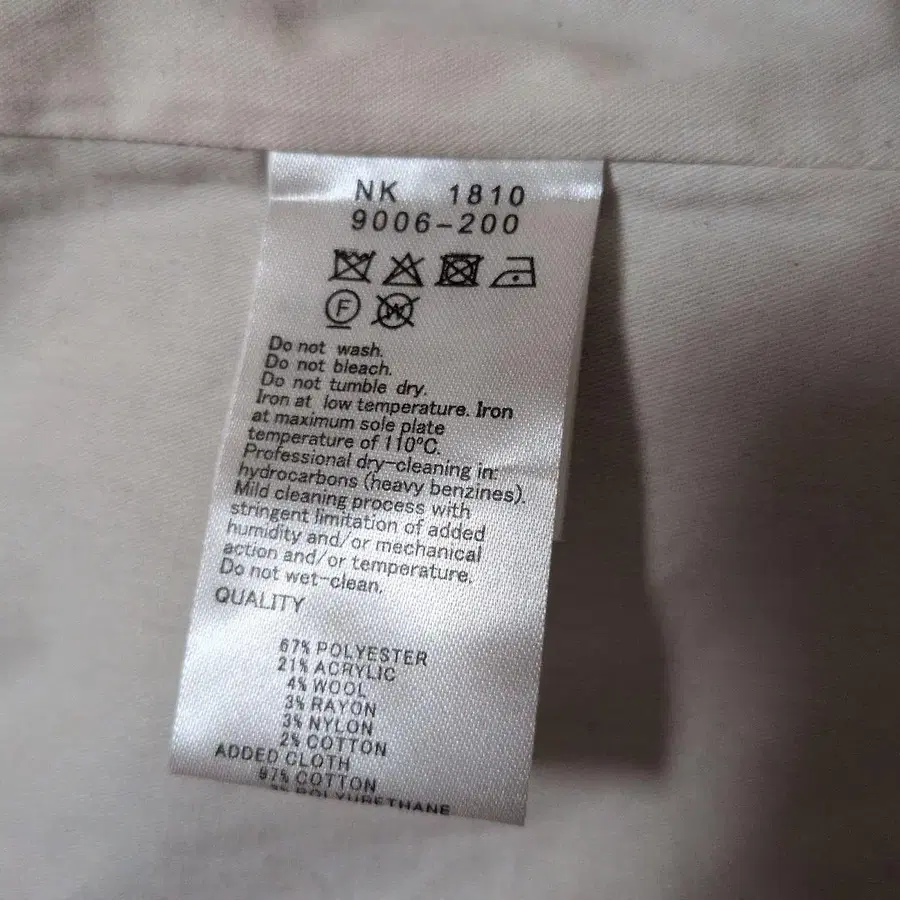 NK 1810
9006-200
F
W
Do not wash.
Do not bleach.
Do not tumble dry.
Iron at low temperature. Iron
at maximum sole plate
temperature of 110°C.
Professional dry-cleaning in:
hydrocarbons (heavy benzines).
Mild cleaning process with
stringent limitation of added
humidity and/or mechanical
action and/or temperature.
Do not wet-clean.
QUALITY
67% POLYESTER
21% ACRYLIC
4% WOOL
3% RAYON
3% NYLON
2% COTTON
ADDED CLOTH
97% COTTON
3% POLYURETHANE